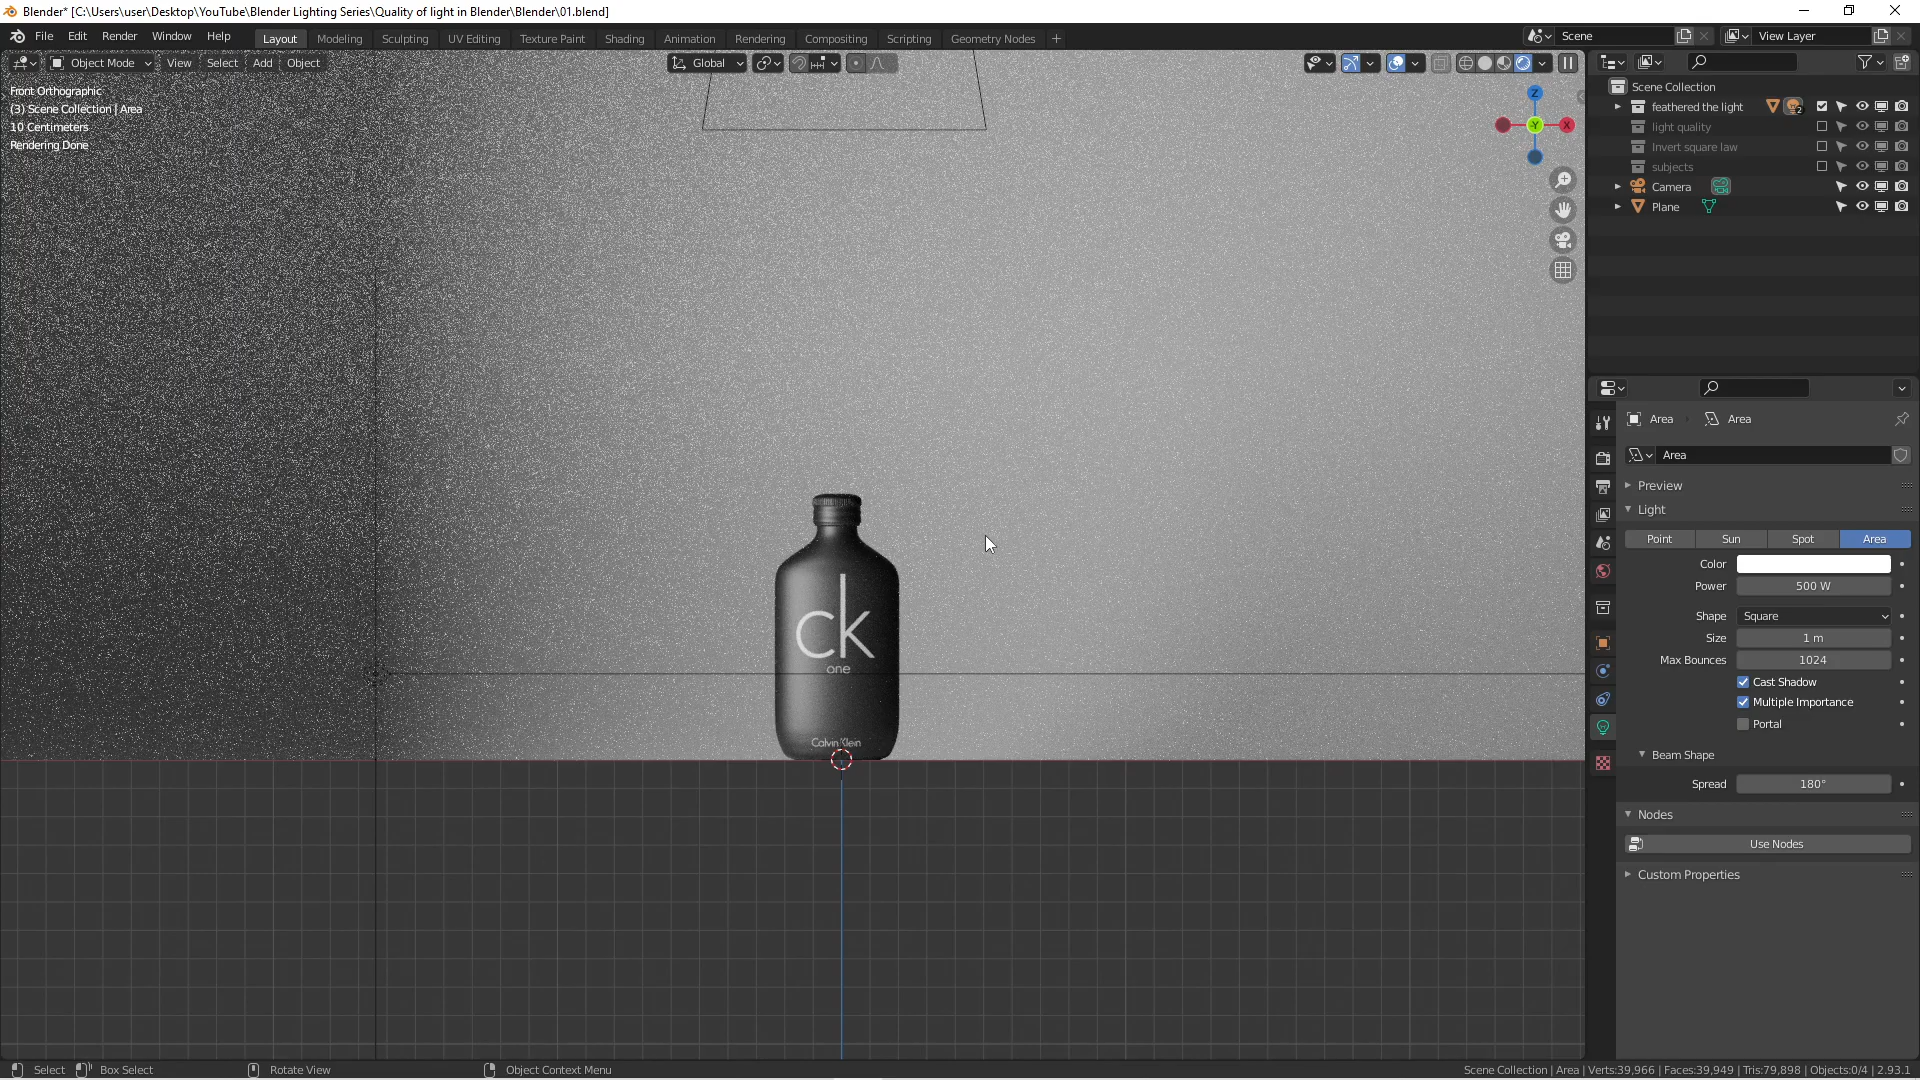 Blender* [C:\Users\user\Desktop\YouTube\Blender Lighting Series\Quality of light in Blender\Blender\01.blend]
File Edit Render Window Help Layout Modeling Sculpting UV Editing Texture Paint Shading Animation Rendering Compositing Scripting Geometry Nodes + Scene View Layer
Object Mode View Select Add Object Global
Front Orthographic
(3) Scene Collection | Area
10 Centimeters
Rendering Done
Z
-Y X
Scene Collection
feathered the light 2
light quality
Invert square law
subjects
Camera
Plane
Area Area
Area
Preview
Light
Point Sun Spot Area
Color
Power 500 W
Shape Square
Size 1 m
Max Bounces 1024
Cast Shadow
Multiple Importance
Portal
Beam Shape
Spread 180°
Nodes
Use Nodes
Custom Properties
ck
one
Calvin Klein
Select Box Select Rotate View Object Context Menu Scene Collection | Area | Verts:39,966 | Faces:39,949 | Tris:79,898 | Objects:0/4 | 2.93.1